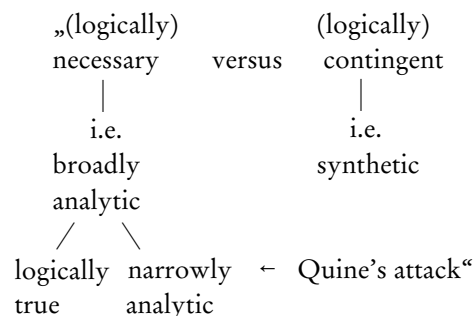 „(logically) (logically)
necessary versus contingent
i.e. i.e.
broadly synthetic
analytic
logically narrowly ← Quine's attack“
true analytic